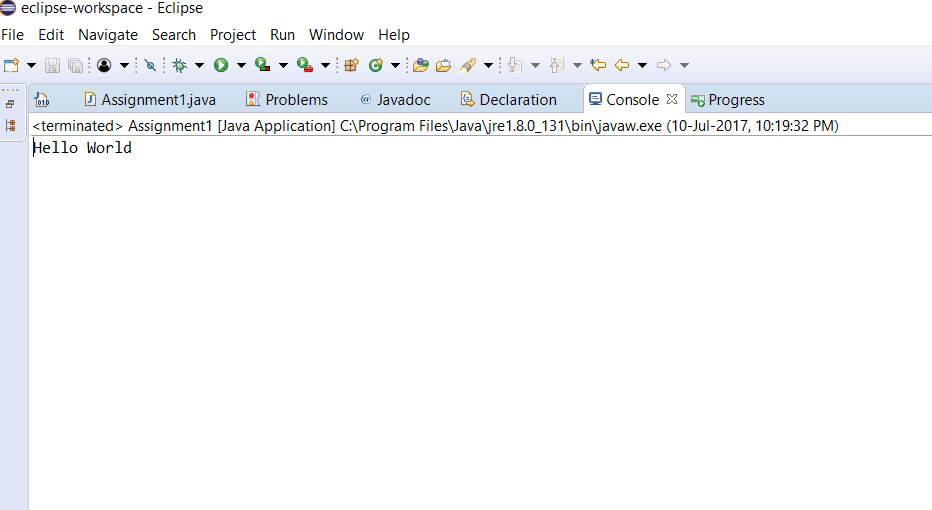 eclipse-workspace - Eclipse
File Edit Navigate Search Project Run Window Help
010 Assignment1.java Problems @ Javadoc Declaration Console Progress
<terminated> Assignment1 [Java Application] C:\Program Files\Java\jre1.8.0_131\bin\javaw.exe (10-Jul-2017, 10:19:32 PM)
Hello World